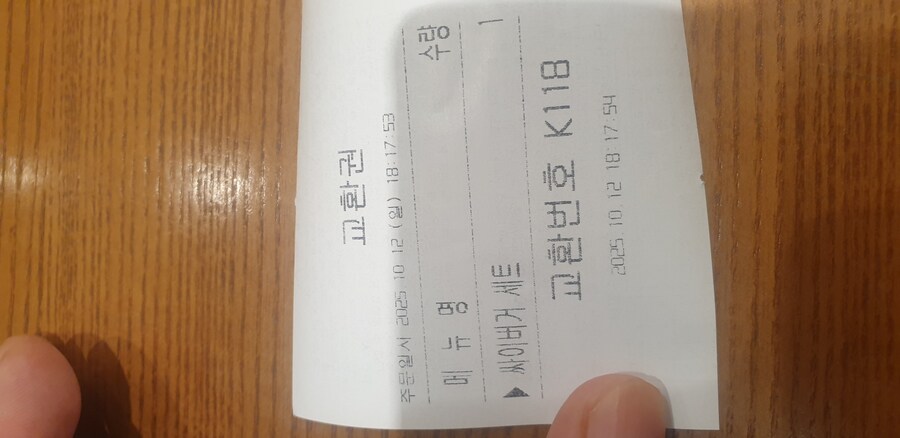 교환권
주문일시 2025.10.12 (일) 18:17:53
메 뉴 명 수량
▶ 싸이버거 세트 1
교환번호 K118
2025.10.12 18:17:54